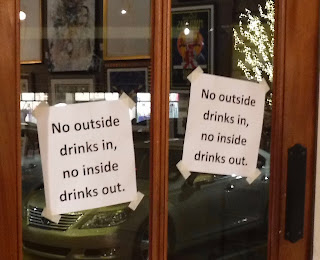 No outside
drinks in,
no inside
drinks out.
No outside
drinks in,
no inside
drinks out.